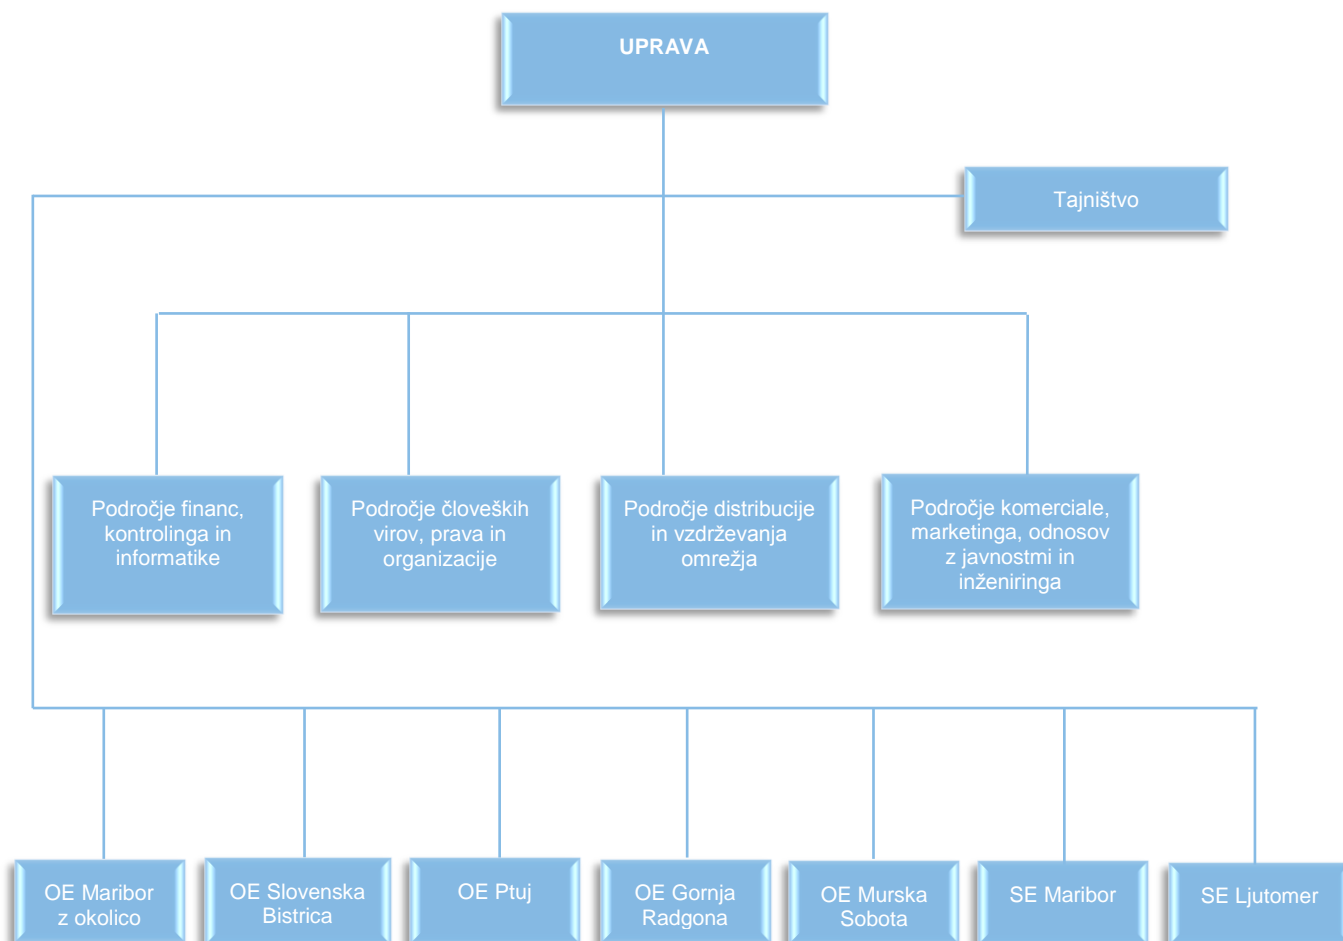 UPRAVA
Tajništvo
Področje financ,
kontrolinga in
informatike
Področje človeških
virov, prava in
organizacije
Področje distribucije
in vzdrževanja
omrežja
Področje komerciale,
marketinga, odnosov
z javnostmi in
inženiringa
OE Maribor
z okolico
OE Slovenska
Bistrica
OE Ptuj
OE Gornja
Radgona
OE Murska
Sobota
SE Maribor
SE Ljutomer